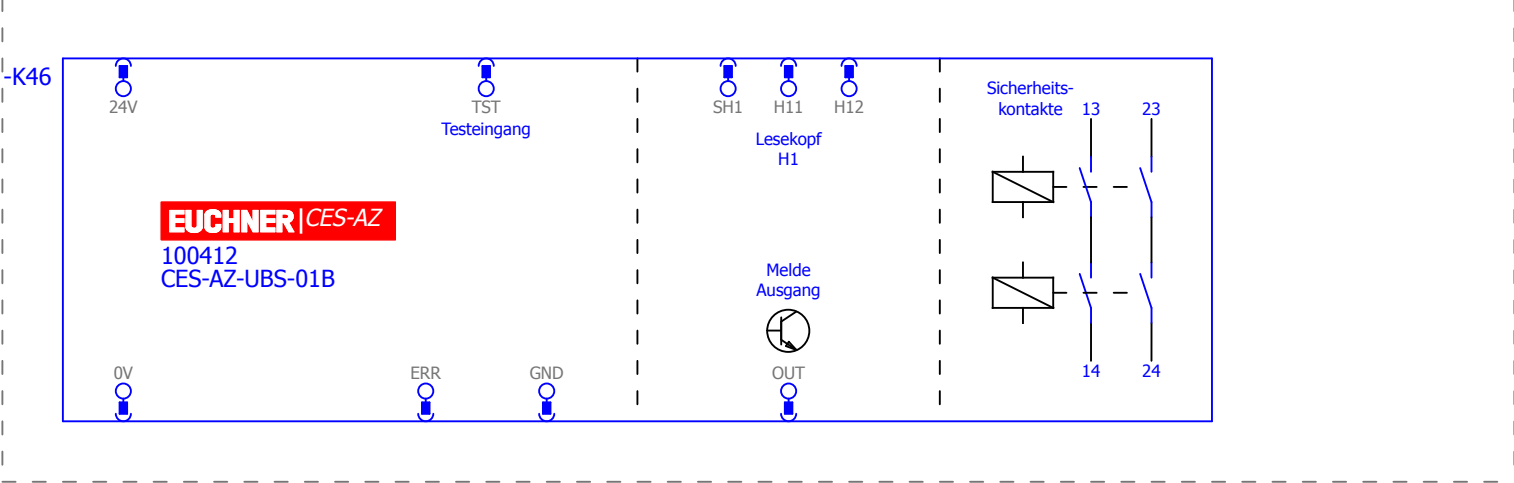 -K46
24V
TST
Testeingang
SH1
H11
H12
Lesekopf
H1
Sicherheits-
kontakte
13
23
EUCHNER|CES-AZ
100412
CES-AZ-UBS-01B
Melde
Ausgang
0V
ERR
GND
OUT
14
24